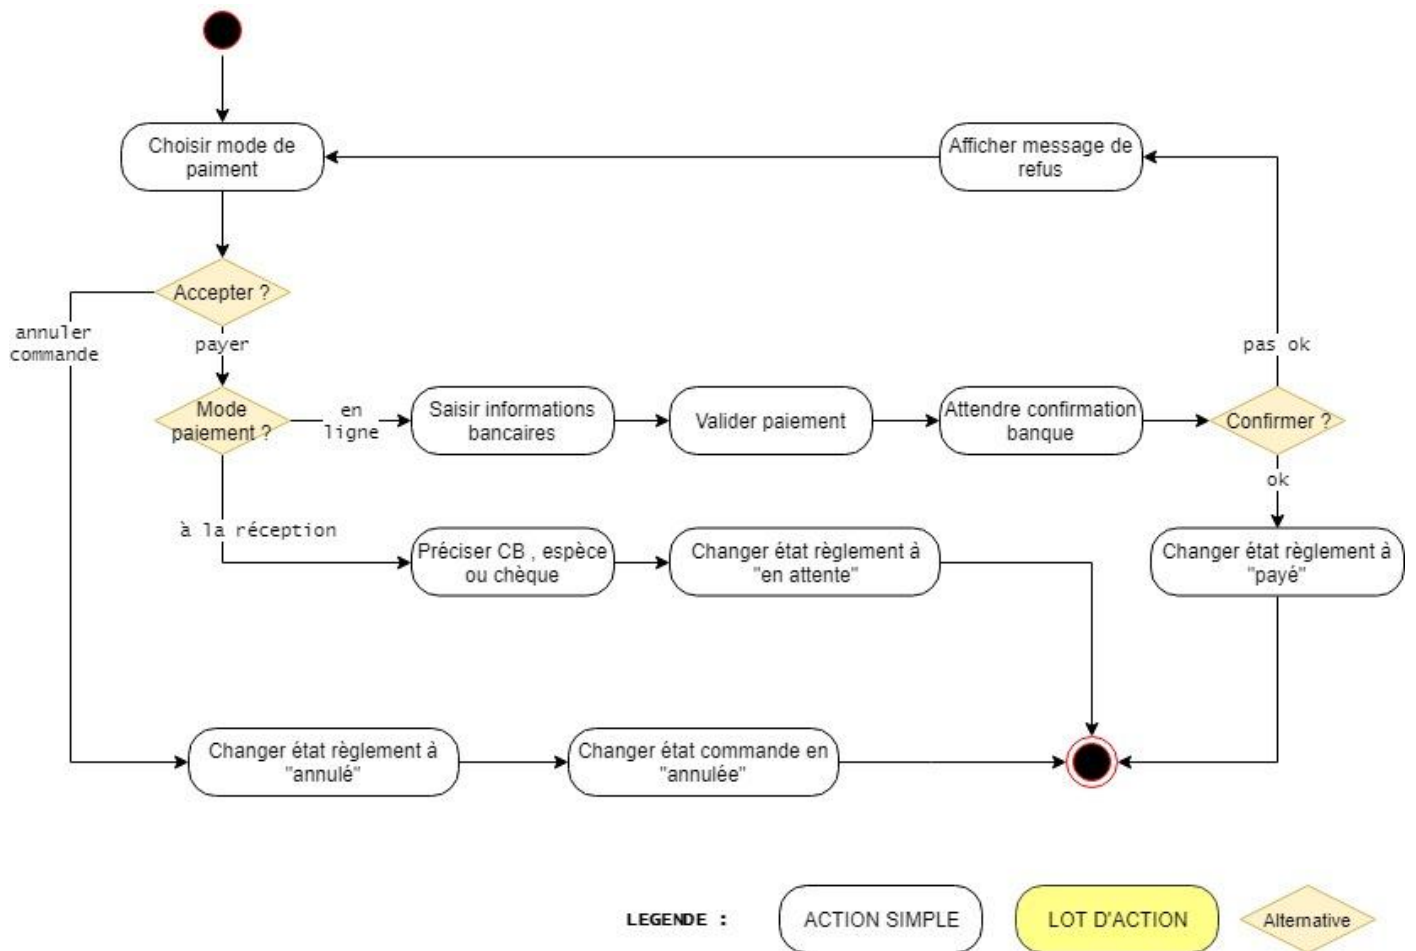 Choisir mode de
paiment
Afficher message de
refus
Accepter ?
annuler
commande
payer
pas ok
Mode
paiement ?
en
ligne
Saisir informations
bancaires
Valider paiement
Attendre confirmation
banque
Confirmer ?
ok
à la réception
Préciser CB , espèce
ou chèque
Changer état règlement à
"en attente"
Changer état règlement à
"payé"
Changer état règlement à
"annulé"
Changer état commande en
"annulée"
LEGENDE :
ACTION SIMPLE
LOT D'ACTION
Alternative